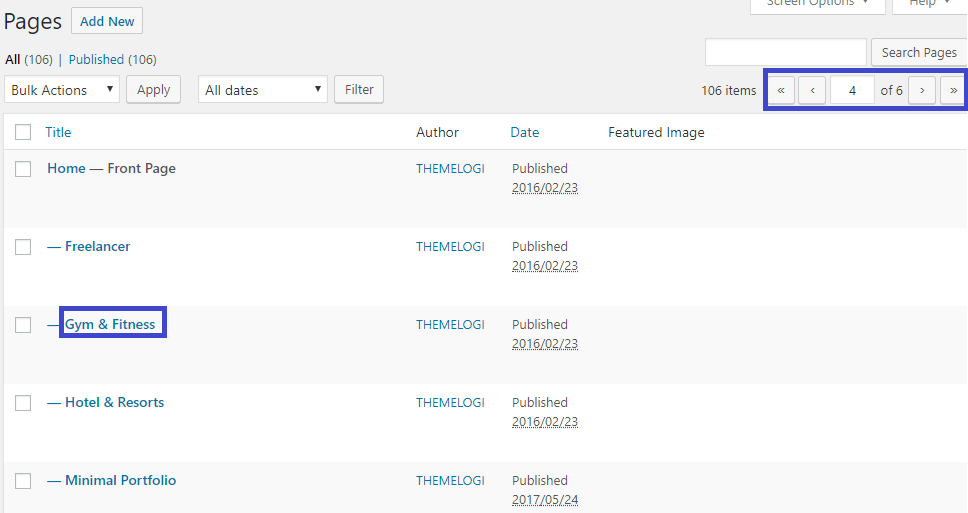 Screen Options ▼ Help ▼
Pages Add New
All (106) | Published (106)
Search Pages
Bulk Actions ▼ Apply All dates ▼ Filter 106 items « ‹ 4 of 6 › »
Title Author Date Featured Image
Home — Front Page THEMELOGI Published
2016/02/23
— Freelancer THEMELOGI Published
2016/02/23
— Gym & Fitness THEMELOGI Published
2016/02/23
— Hotel & Resorts THEMELOGI Published
2016/02/23
— Minimal Portfolio THEMELOGI Published
2017/05/24